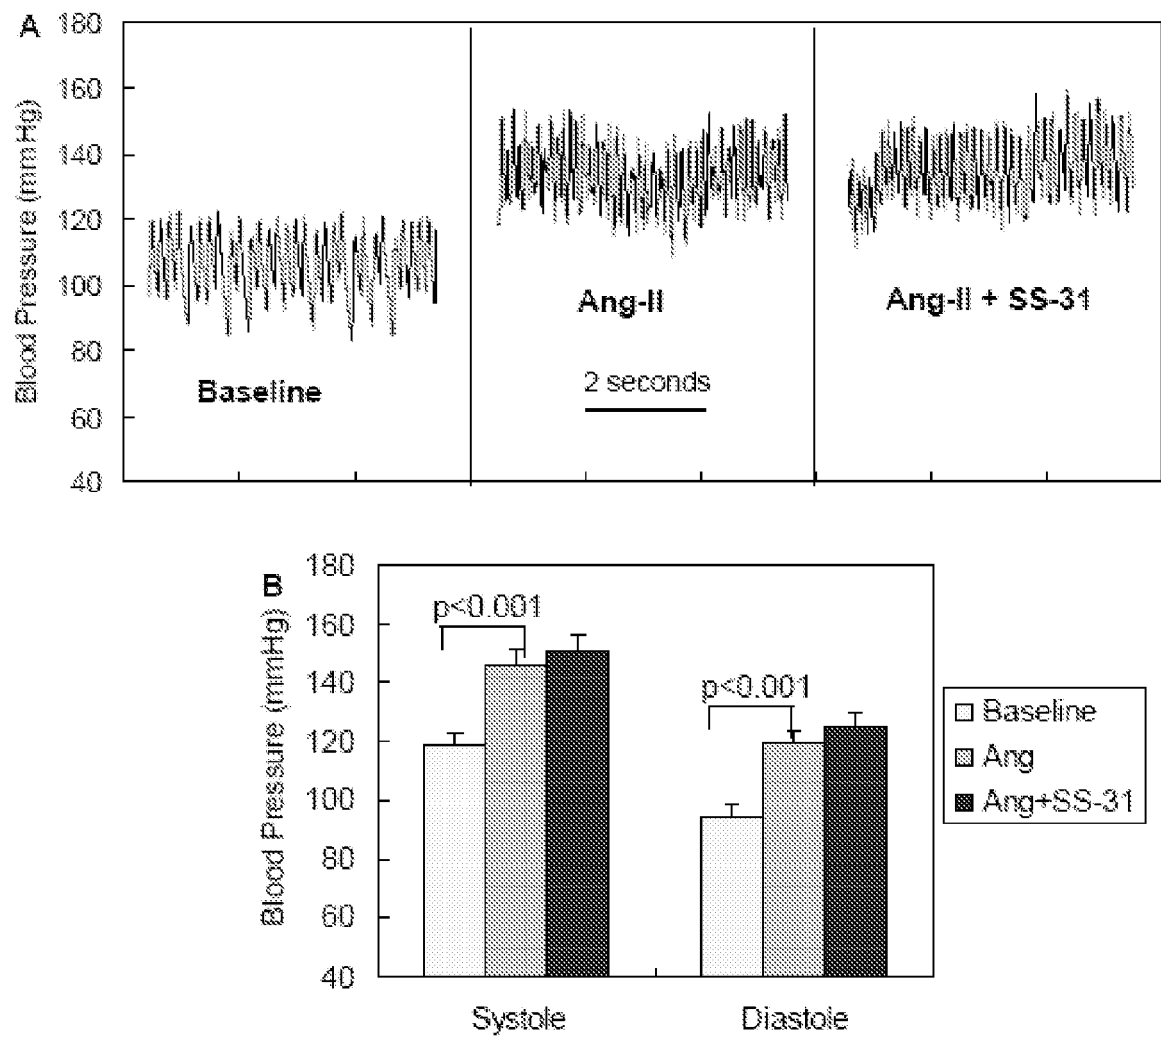 A
Blood Pressure (mmHg)
180
160
140
120
100
80
60
40
Baseline
Ang-II
2 seconds
Ang-II + SS-31
B
Blood Pressure (mmHg)
180
160
140
120
100
80
60
40
p<0.001
p<0.001
Systole
Diastole
Baseline
Ang
Ang+SS-31